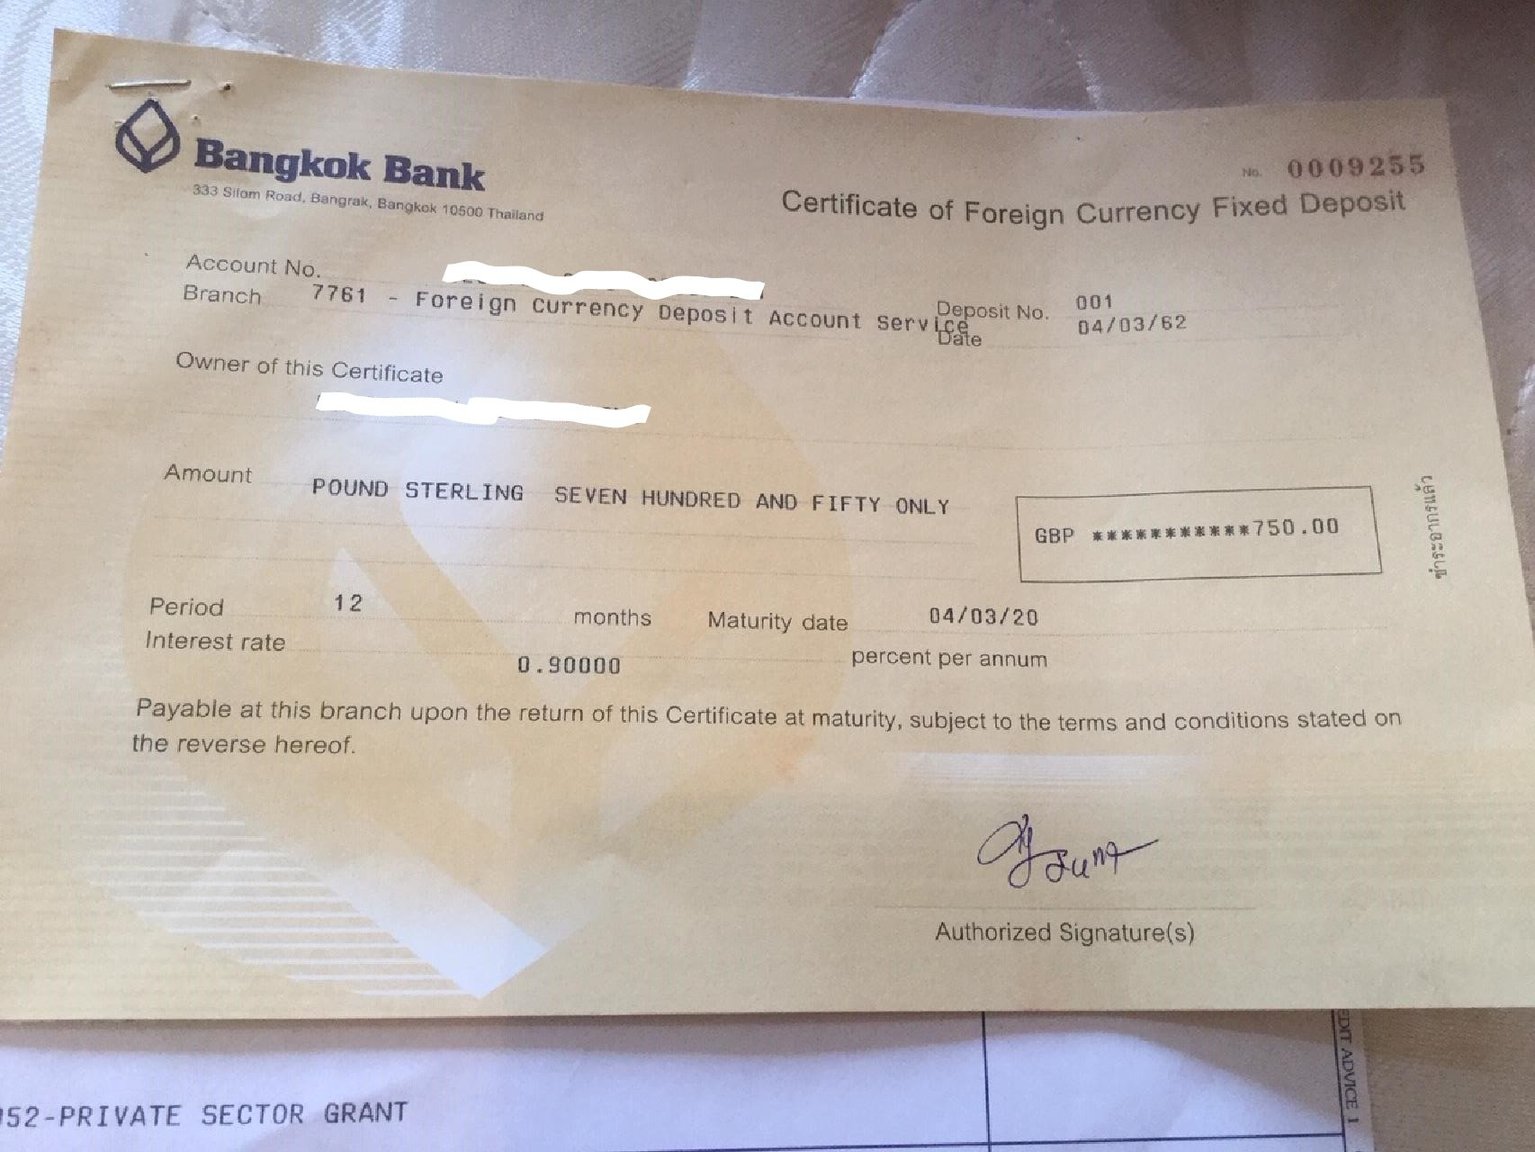 Bangkok Bank
333 Silom Road, Bangrak, Bangkok 10500 Thailand
No. 0009255
Certificate of Foreign Currency Fixed Deposit
Account No.
Branch 7761 - Foreign Currency Deposit Account Service
Deposit No. 001
Date 04/03/62
Owner of this Certificate
Amount POUND STERLING SEVEN HUNDRED AND FIFTY ONLY
GBP ***********750.00
Period 12 months Maturity date 04/03/20
Interest rate 0.90000 percent per annum
Payable at this branch upon the return of this Certificate at maturity, subject to the terms and conditions stated on
the reverse hereof.
Authorized Signature(s)
52-PRIVATE SECTOR GRANT
EDIT ADVICE 1